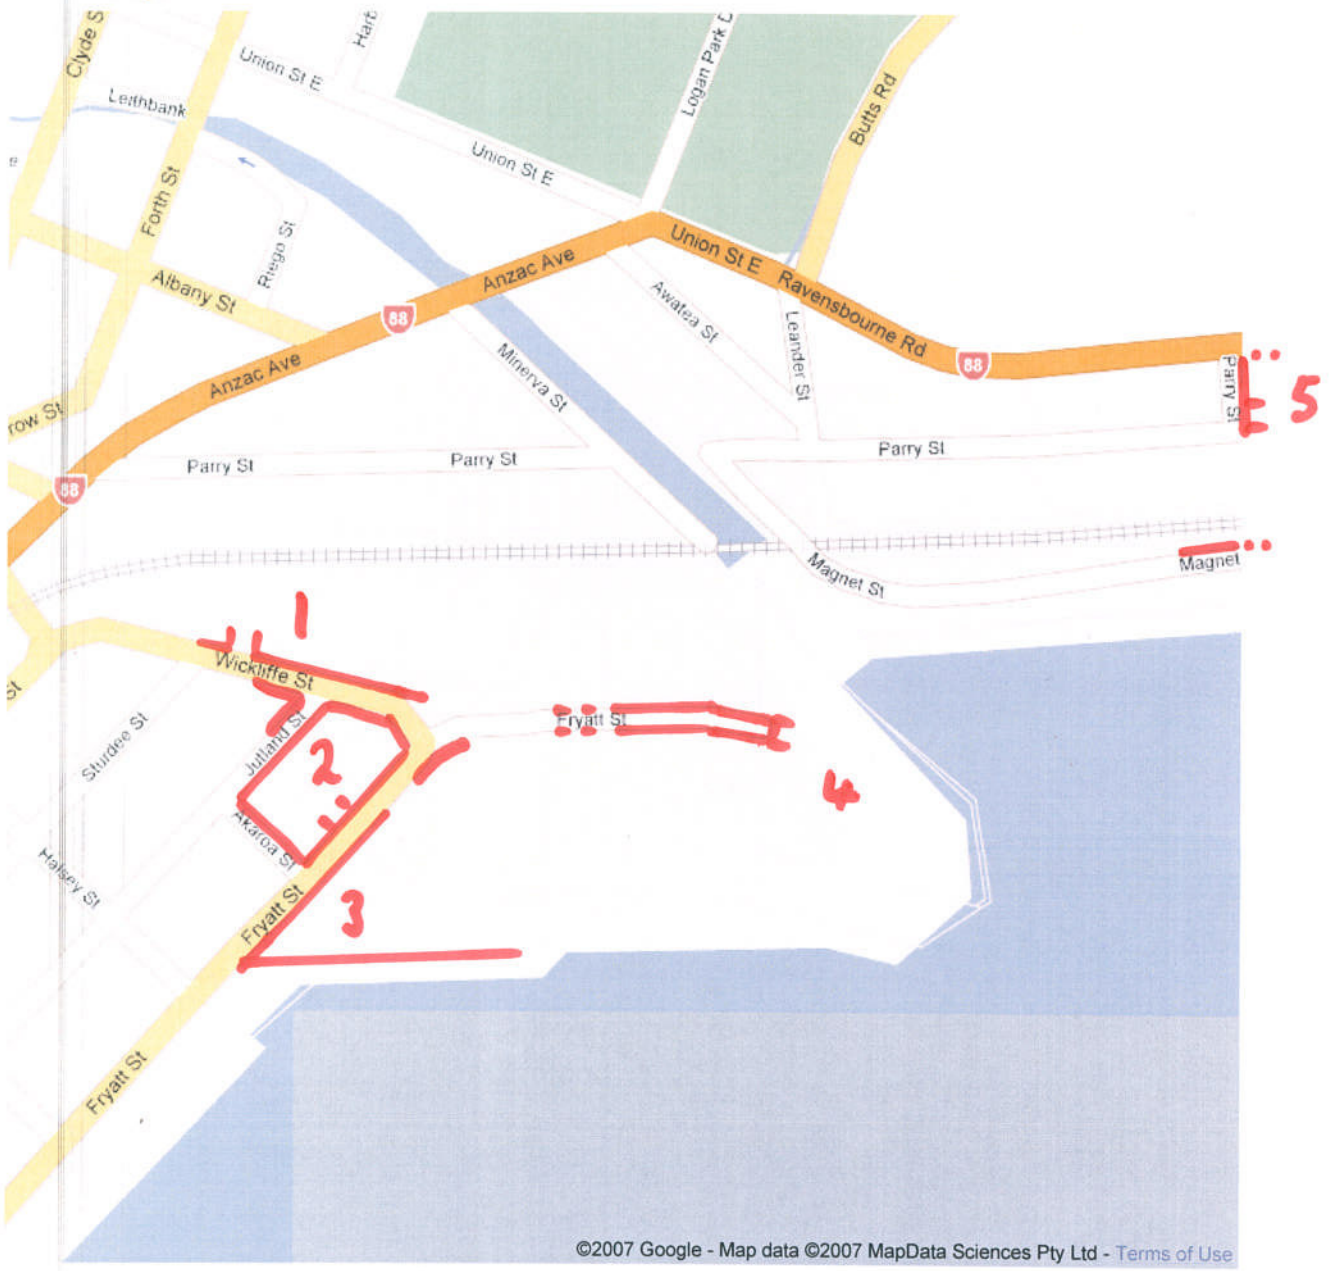 Clyde S
Harb
Logan Park D
Union St E
Butts Rd
Leithbank
Union St E
Forth St
Riego St
Union St E
Anzac Ave
Albany St
Ravensbourne Rd
Awatea St
88
Leander St
Minerva St
Anzac Ave
88
Parry St
5
row St
Parry St
Parry St
Parry St
88
Magnet St
Magnet
1
Wickliffe St
St
Fryatt St
Sturdee St
Jutland St
2
4
Akaroa St
Halsey St
Fryatt St
3
Fryatt St
©2007 Google - Map data ©2007 MapData Sciences Pty Ltd - Terms of Use